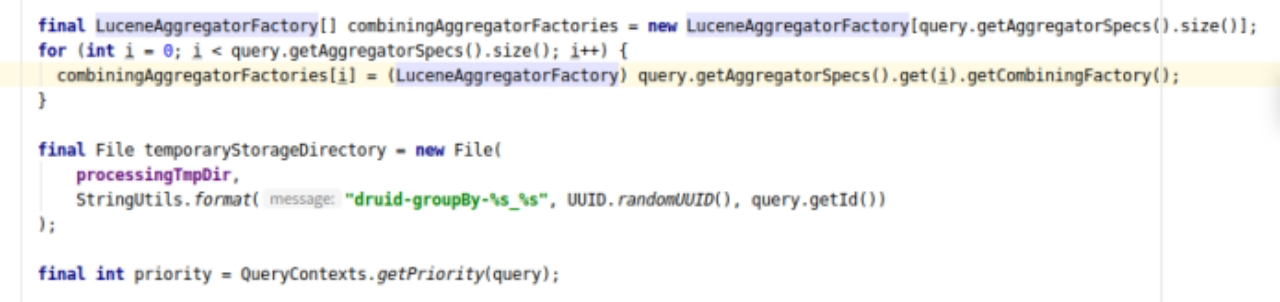 final LuceneAggregatorFactory[] combiningAggregatorFactories = new LuceneAggregatorFactory[query.getAggregatorSpecs().size()];
for (int i = 0; i < query.getAggregatorSpecs().size(); i++) {
combiningAggregatorFactories[i] = (LuceneAggregatorFactory) query.getAggregatorSpecs().get(i).getCombiningFactory();
}
final File temporaryStorageDirectory = new File(
processingTmpDir,
StringUtils.format( message: "druid-groupBy-%s_%s", UUID.randomUUID(), query.getId())
);
final int priority = QueryContexts.getPriority(query);